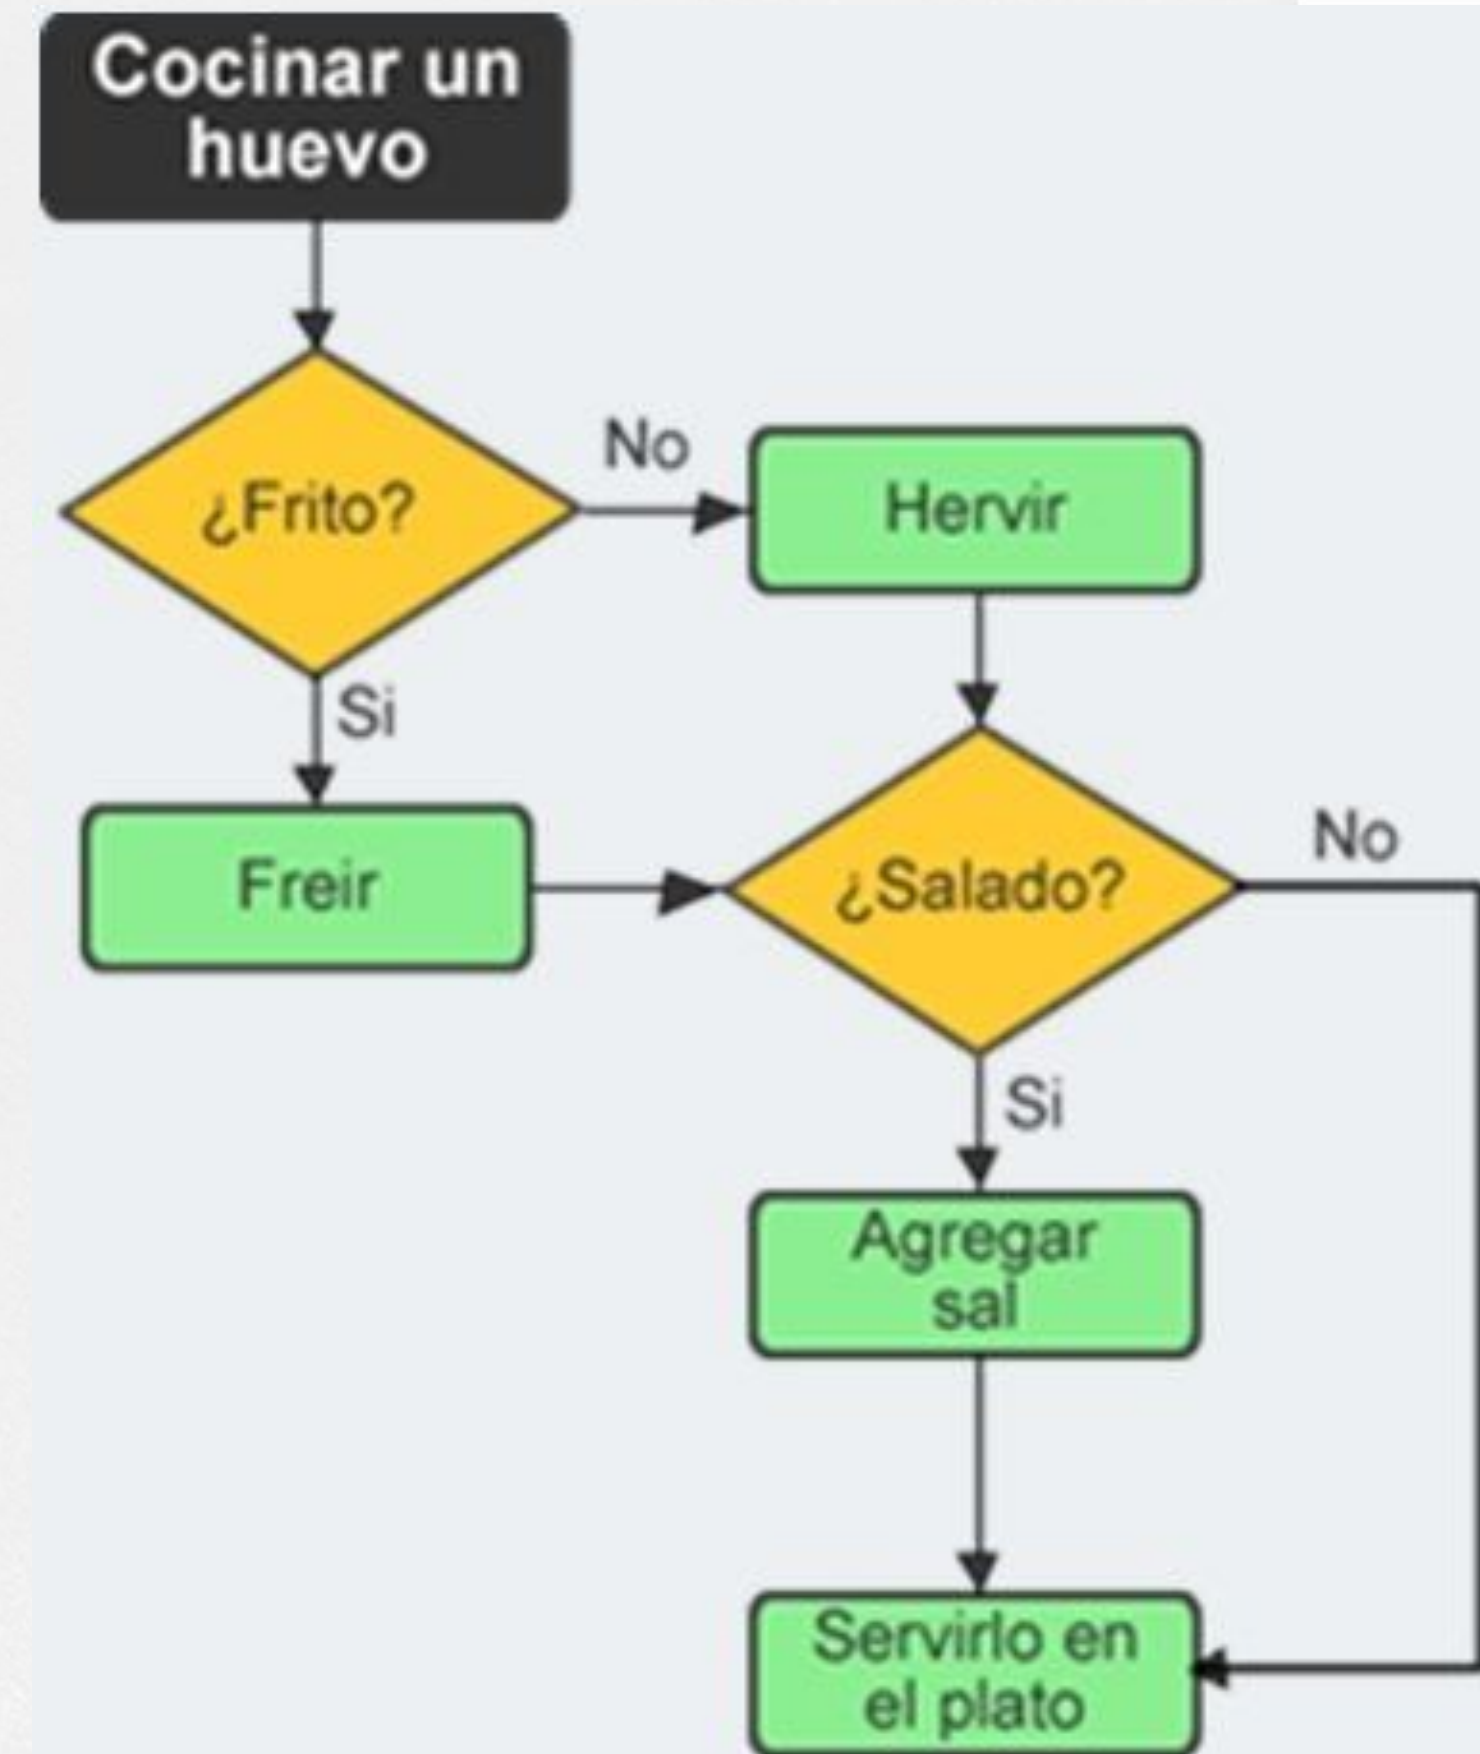 Cocinar un
huevo
¿Frito?
No
Hervir
Si
Freir
¿Salado?
No
Si
Agregar
sal
Servirlo en
el plato